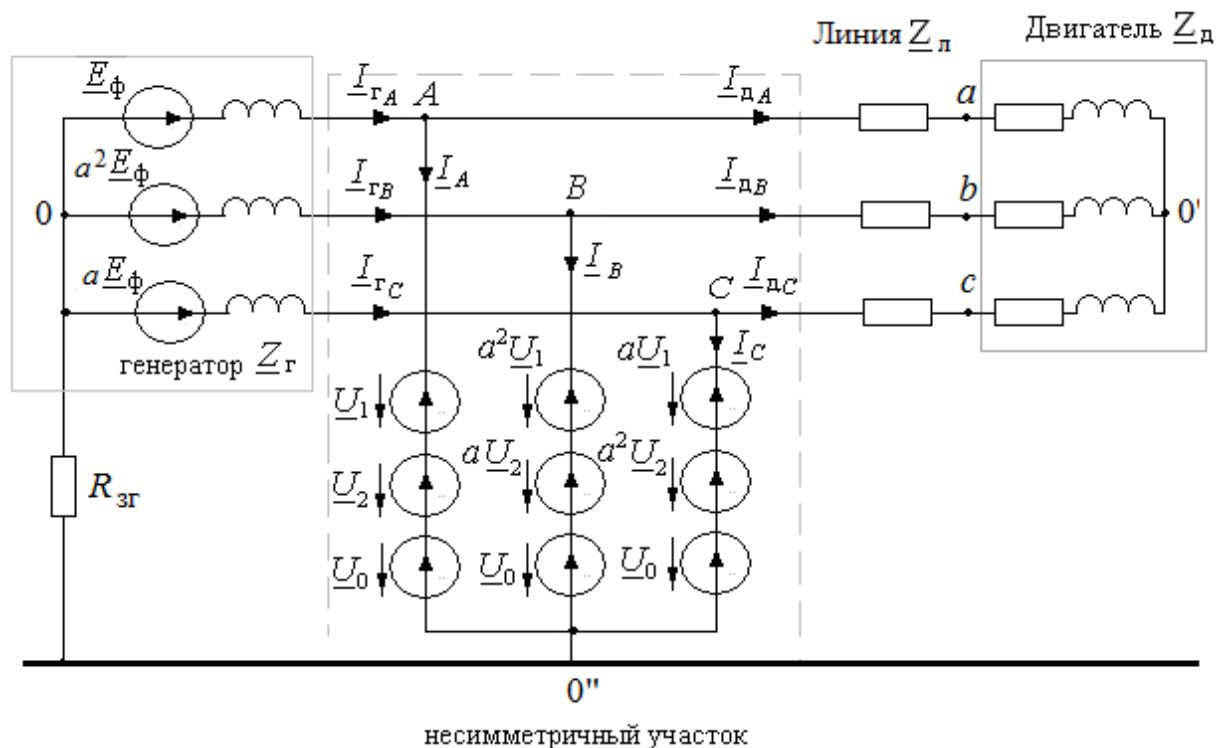 Линия Z л
Двигатель Z д
E ф
I г A
A
I д A
a
a² E ф
I A
0
I г B
B
I д B
b
0'
a E ф
I г C
I B
C
I д C
c
генератор Z г
a² U 1
a U 1
I C
U 1
R зг
U 2
a U 2
a² U 2
U 0
U 0
U 0
0"
несимметричный участок